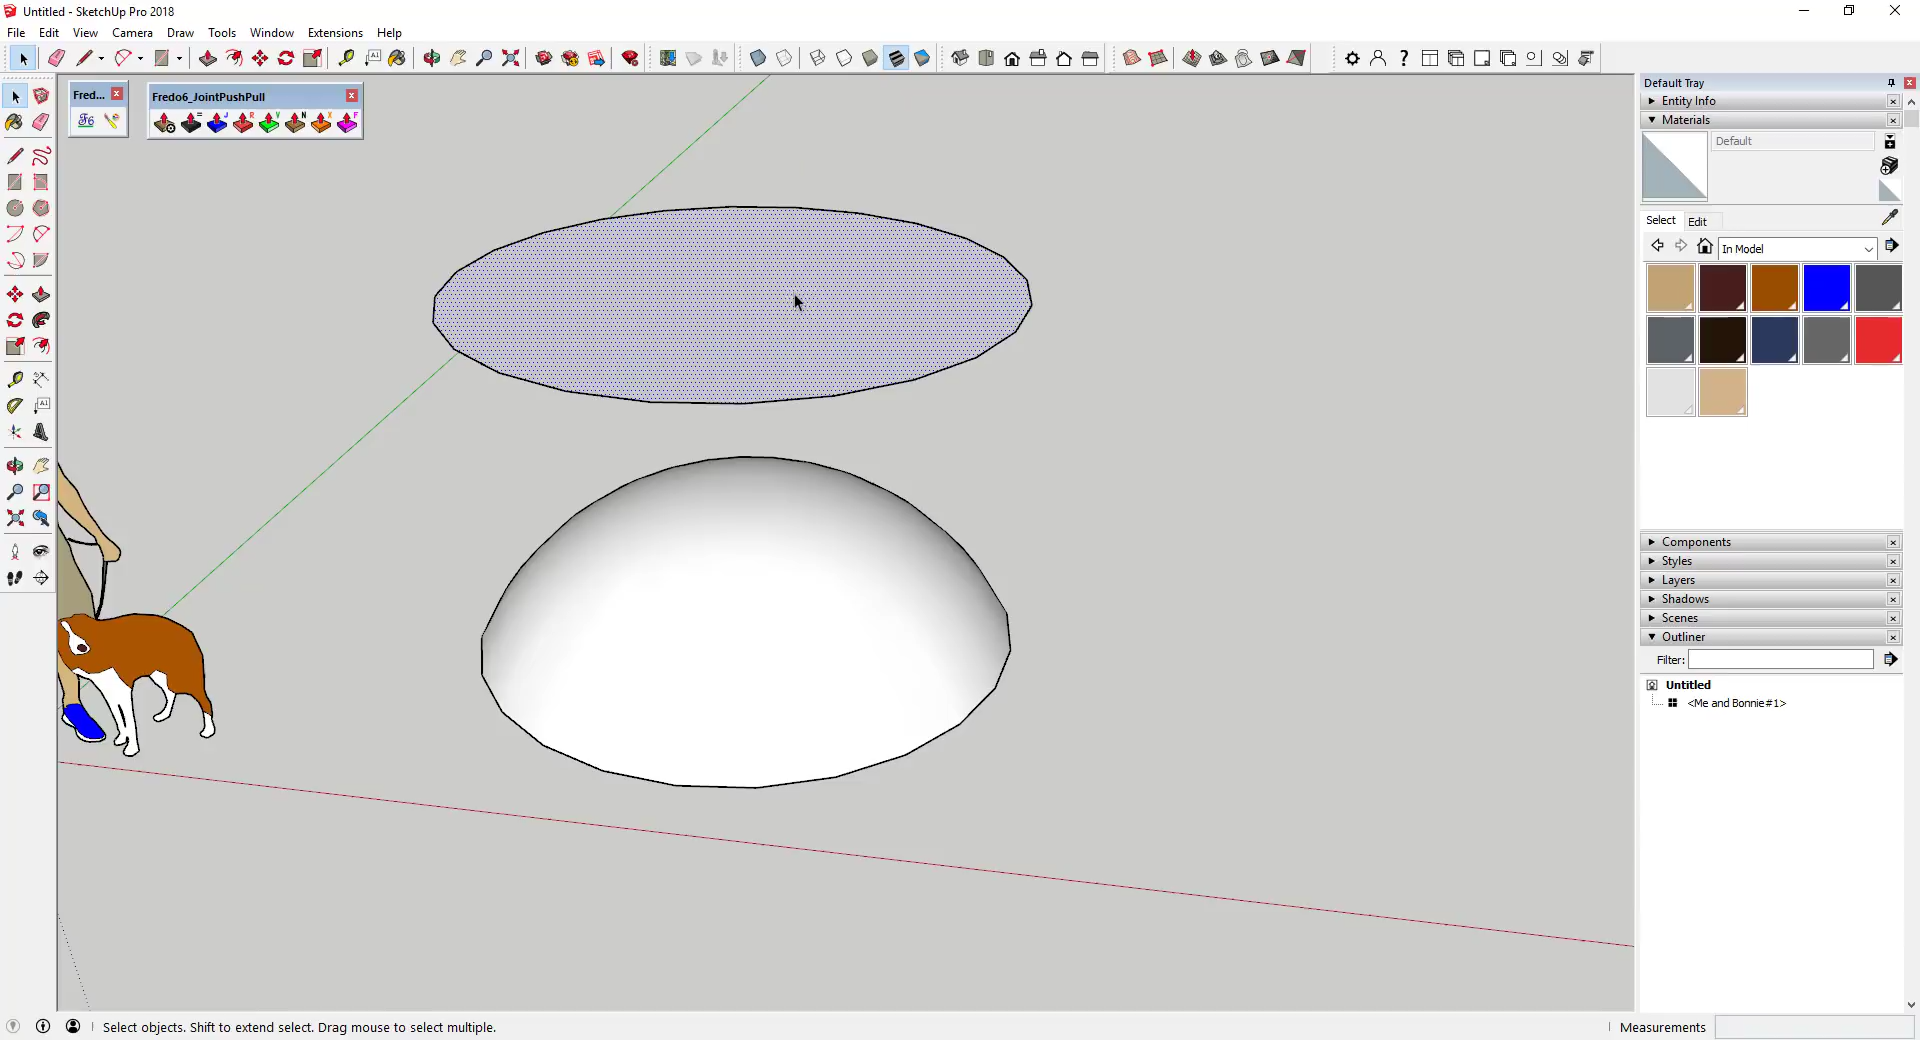 Untitled - SketchUp Pro 2018
File Edit View Camera Draw Tools Window Extensions Help
Fred...
Fredo6_JointPushPull
Default Tray
Entity Info
Materials
Default
Select Edit
In Model
Components
Styles
Layers
Shadows
Scenes
Outliner
Filter:
Untitled
<Me and Bonnie#1>
Select objects. Shift to extend select. Drag mouse to select multiple.
Measurements